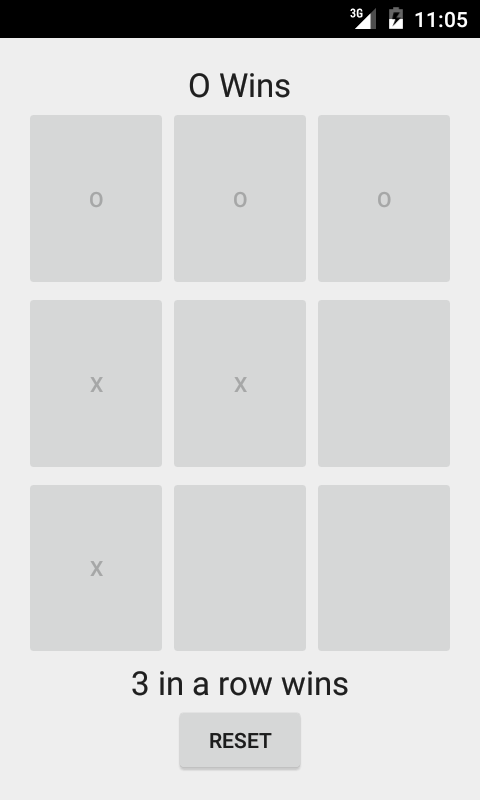 3G 11:05
O Wins
O O O
X X
X
3 in a row wins
RESET